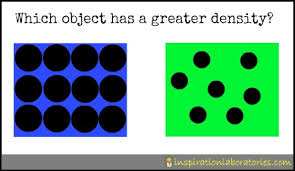 Which object has a greater density?
inspirationlaboratories.com